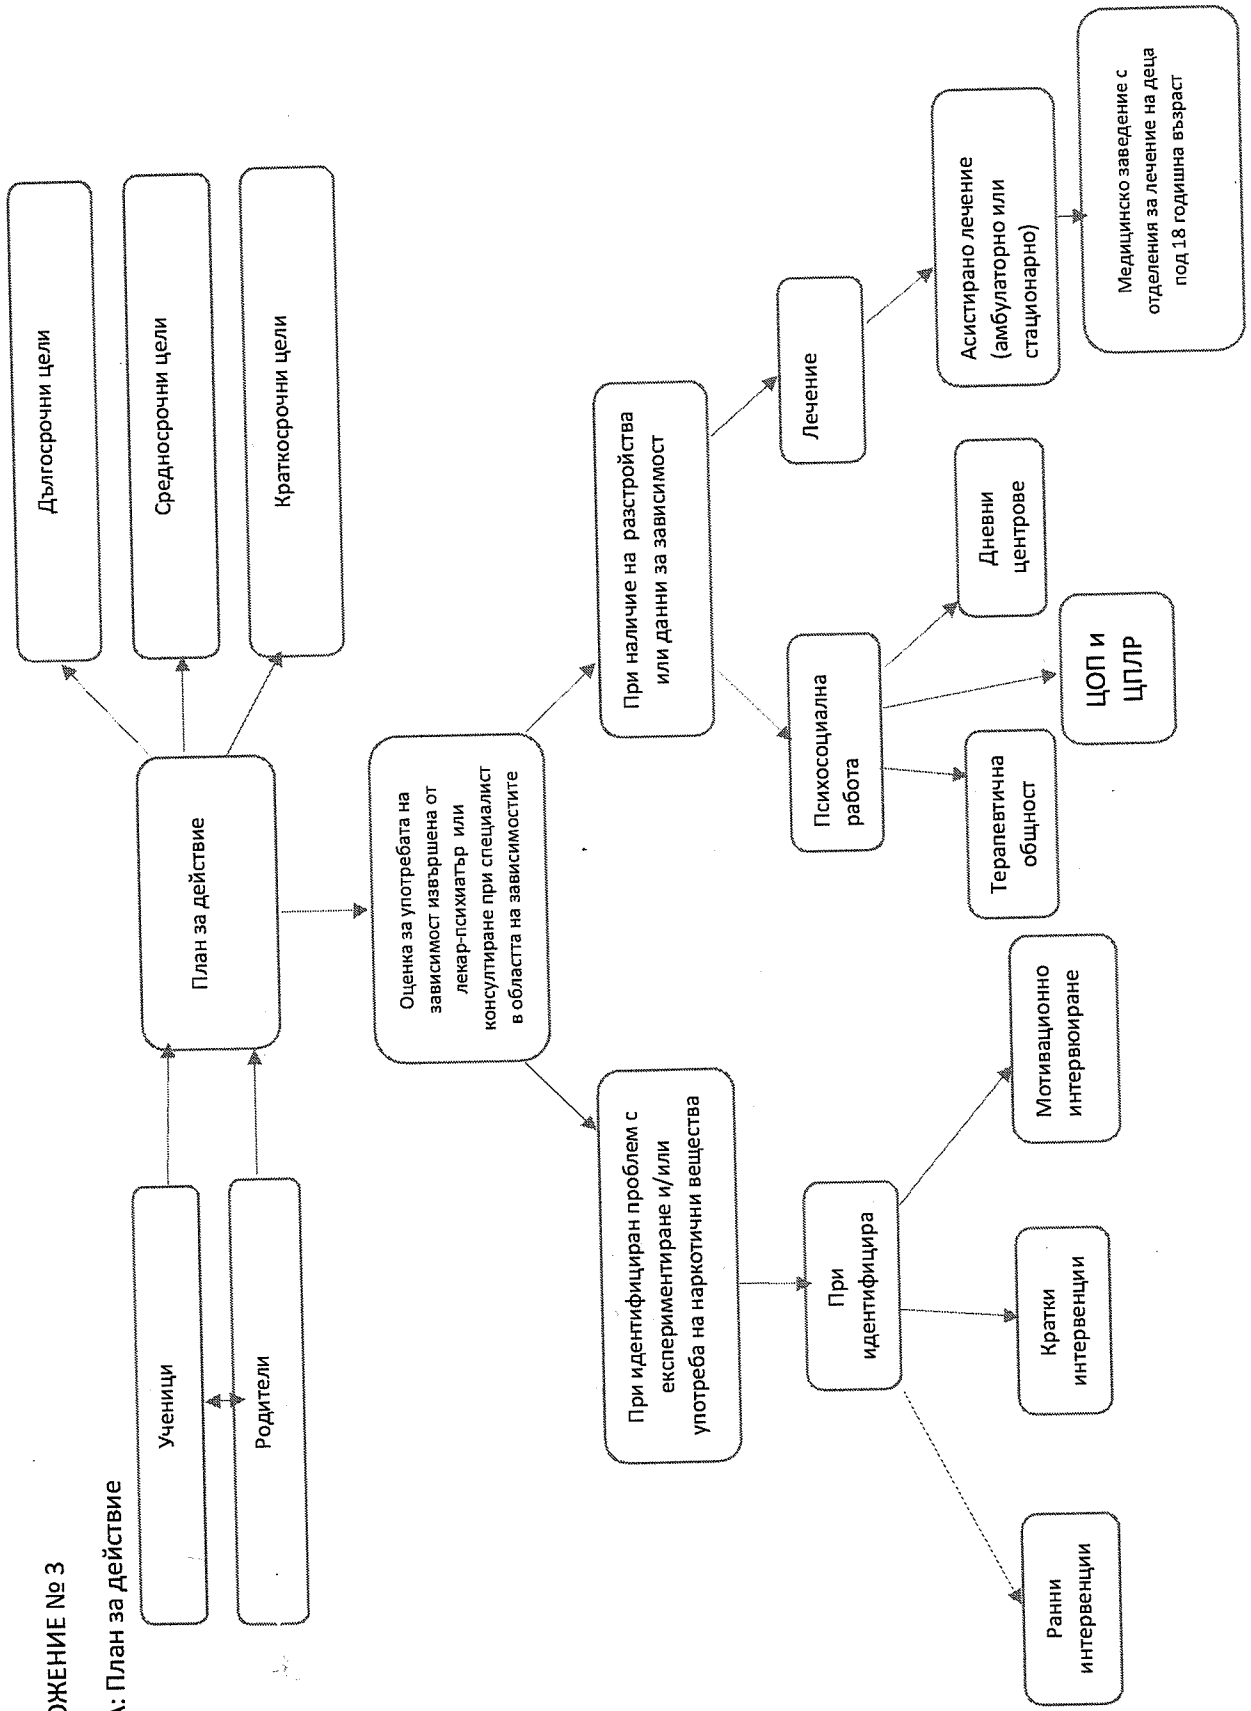 ОЖЕНИЕ № 3
: План за действие
Ученици
Родители
План за действие
Дългосрочни цели
Средносрочни цели
Краткосрочни цели
Оценка за употребата на
зависимост извършена от
лекар-психиатър или
консултиране при специалист
в областта на зависимостите
При идентифициран проблем с
експериментиране и/или
употреба на наркотични вещества
При наличие на разстройства
или данни за зависимост
При
идентифицира
Психосоциална
работа
Лечение
Ранни
интервенции
Кратки
интервенции
Мотивационно
интервюиране
Терапевтична
общност
ЦОП и
ЦПЛР
Дневни
центрове
Асистирано лечение
(амбулаторно или
стационарно)
Медицинско заведение с
отделения за лечение на деца
под 18 годишна възраст